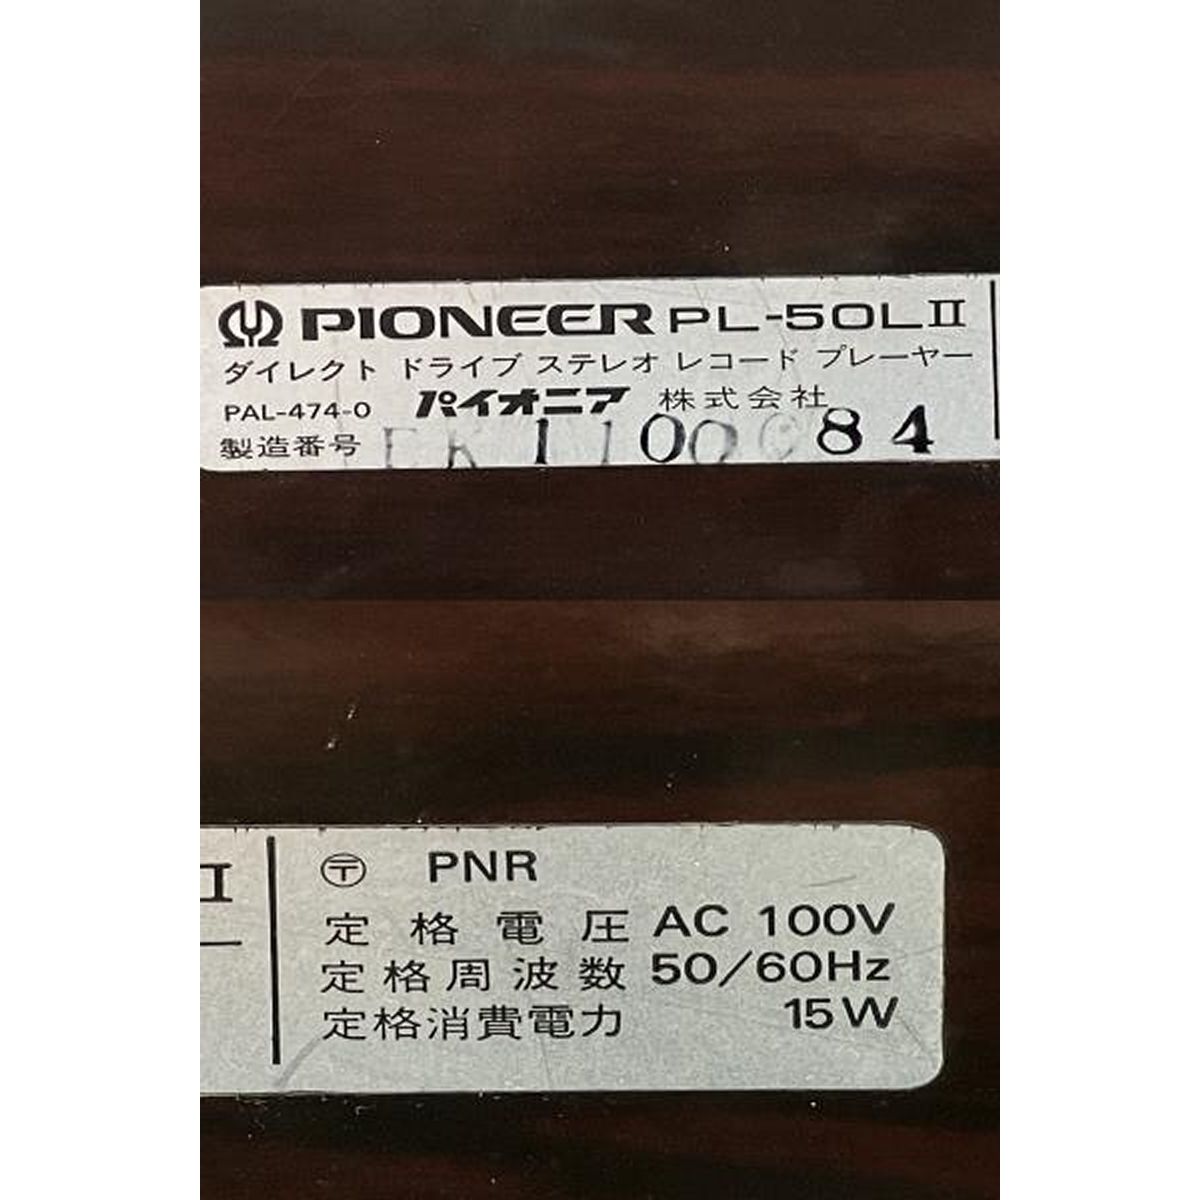 PIONEER PL-50LII
ダイレクト ドライブ ステレオ レコード プレーヤー
PAL-474-0 パイオニア 株式会社
製造番号 84
〶 PNR
定格電圧 AC 100V
定格周波数 50/60Hz
定格消費電力 15W